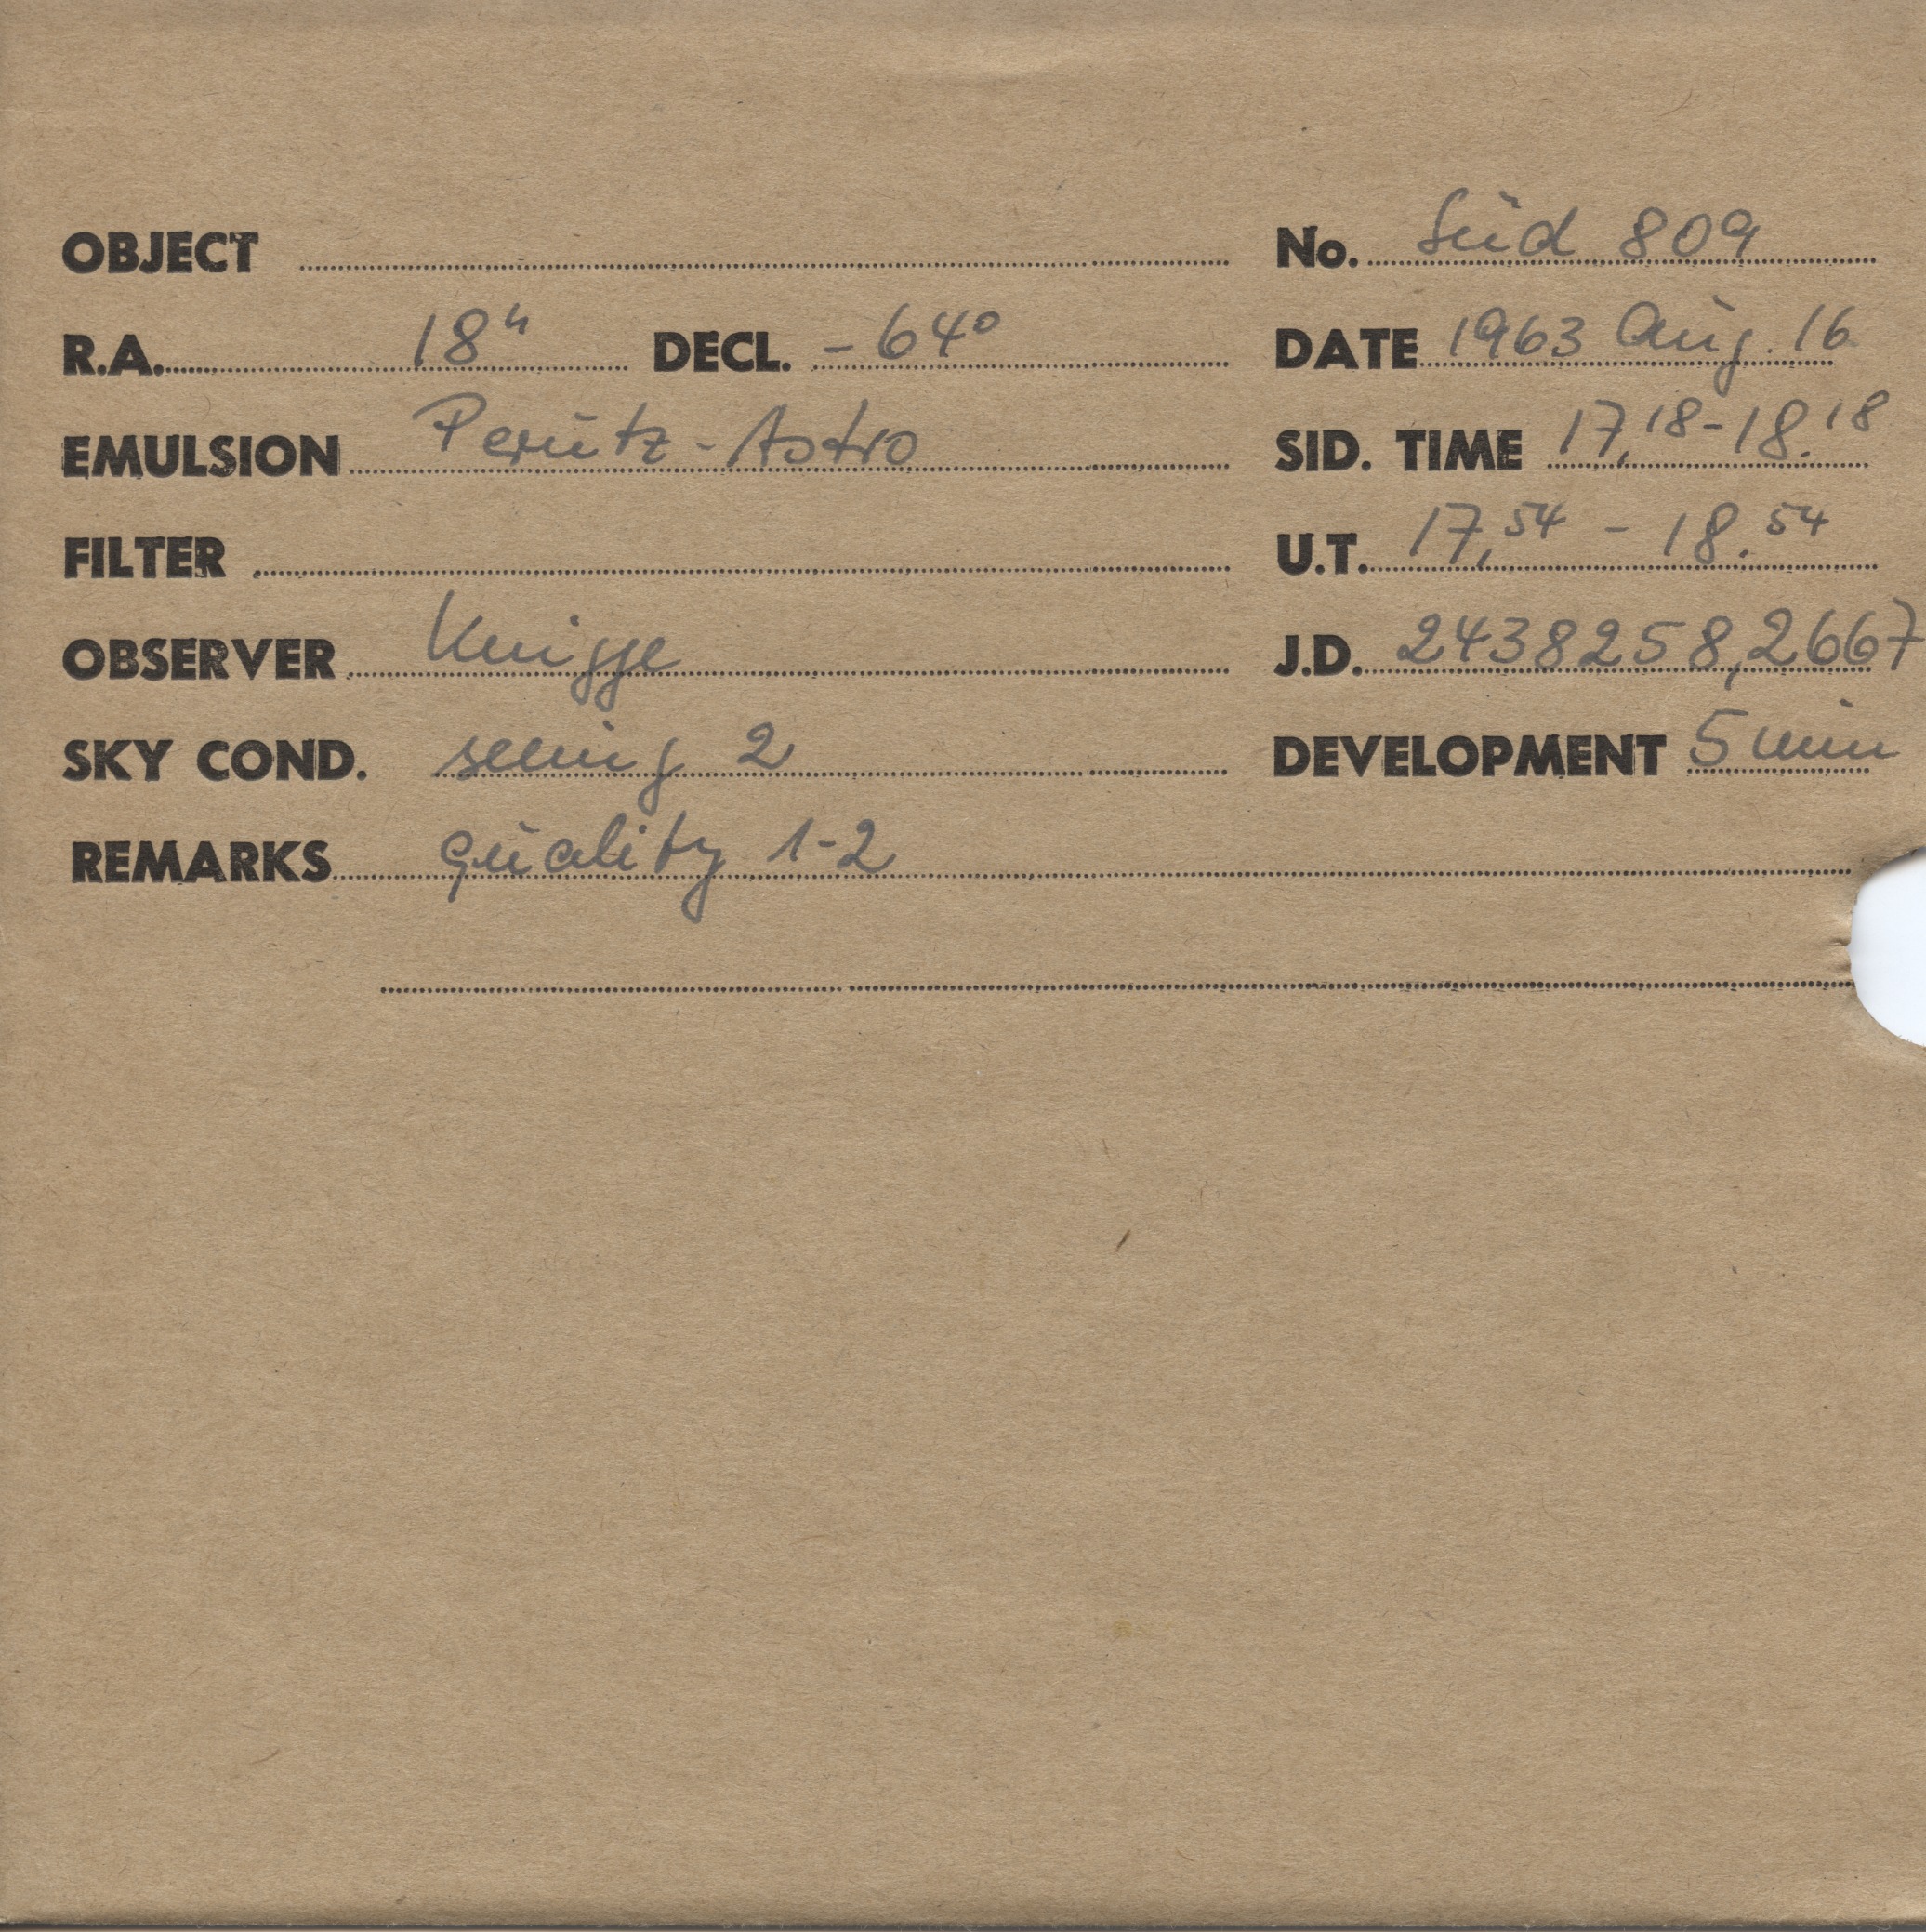 OBJECT No. Süd 809
R.A. 18h DECL. -64° DATE 1963 Aug. 16
EMULSION Perutz-Astro SID. TIME 17,18-18.18
FILTER U.T. 17,54 - 18.54
OBSERVER Knigge J.D. 2438258,2667
SKY COND. seeing 2 DEVELOPMENT 5 min
REMARKS quality 1-2